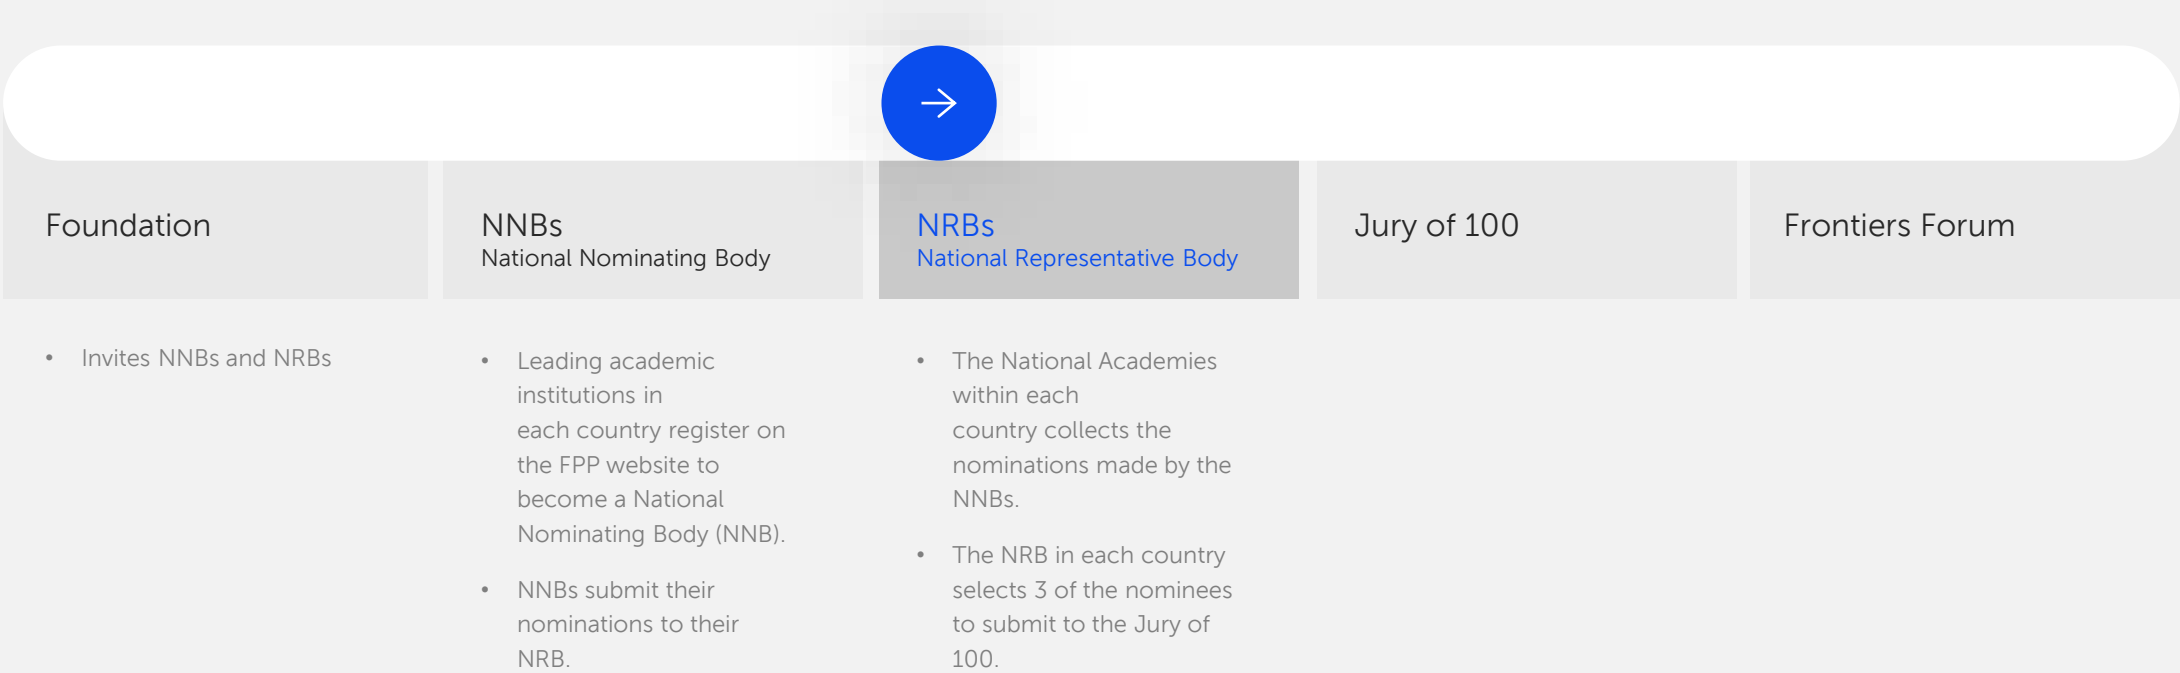 Foundation
NNBs
National Nominating Body
NRBs
National Representative Body
Jury of 100
Frontiers Forum
• Invites NNBs and NRBs
• Leading academic
institutions in
each country register on
the FPP website to
become a National
Nominating Body (NNB).
• NNBs submit their
nominations to their
NRB.
• The National Academies
within each
country collects the
nominations made by the
NNBs.
• The NRB in each country
selects 3 of the nominees
to submit to the Jury of
100.